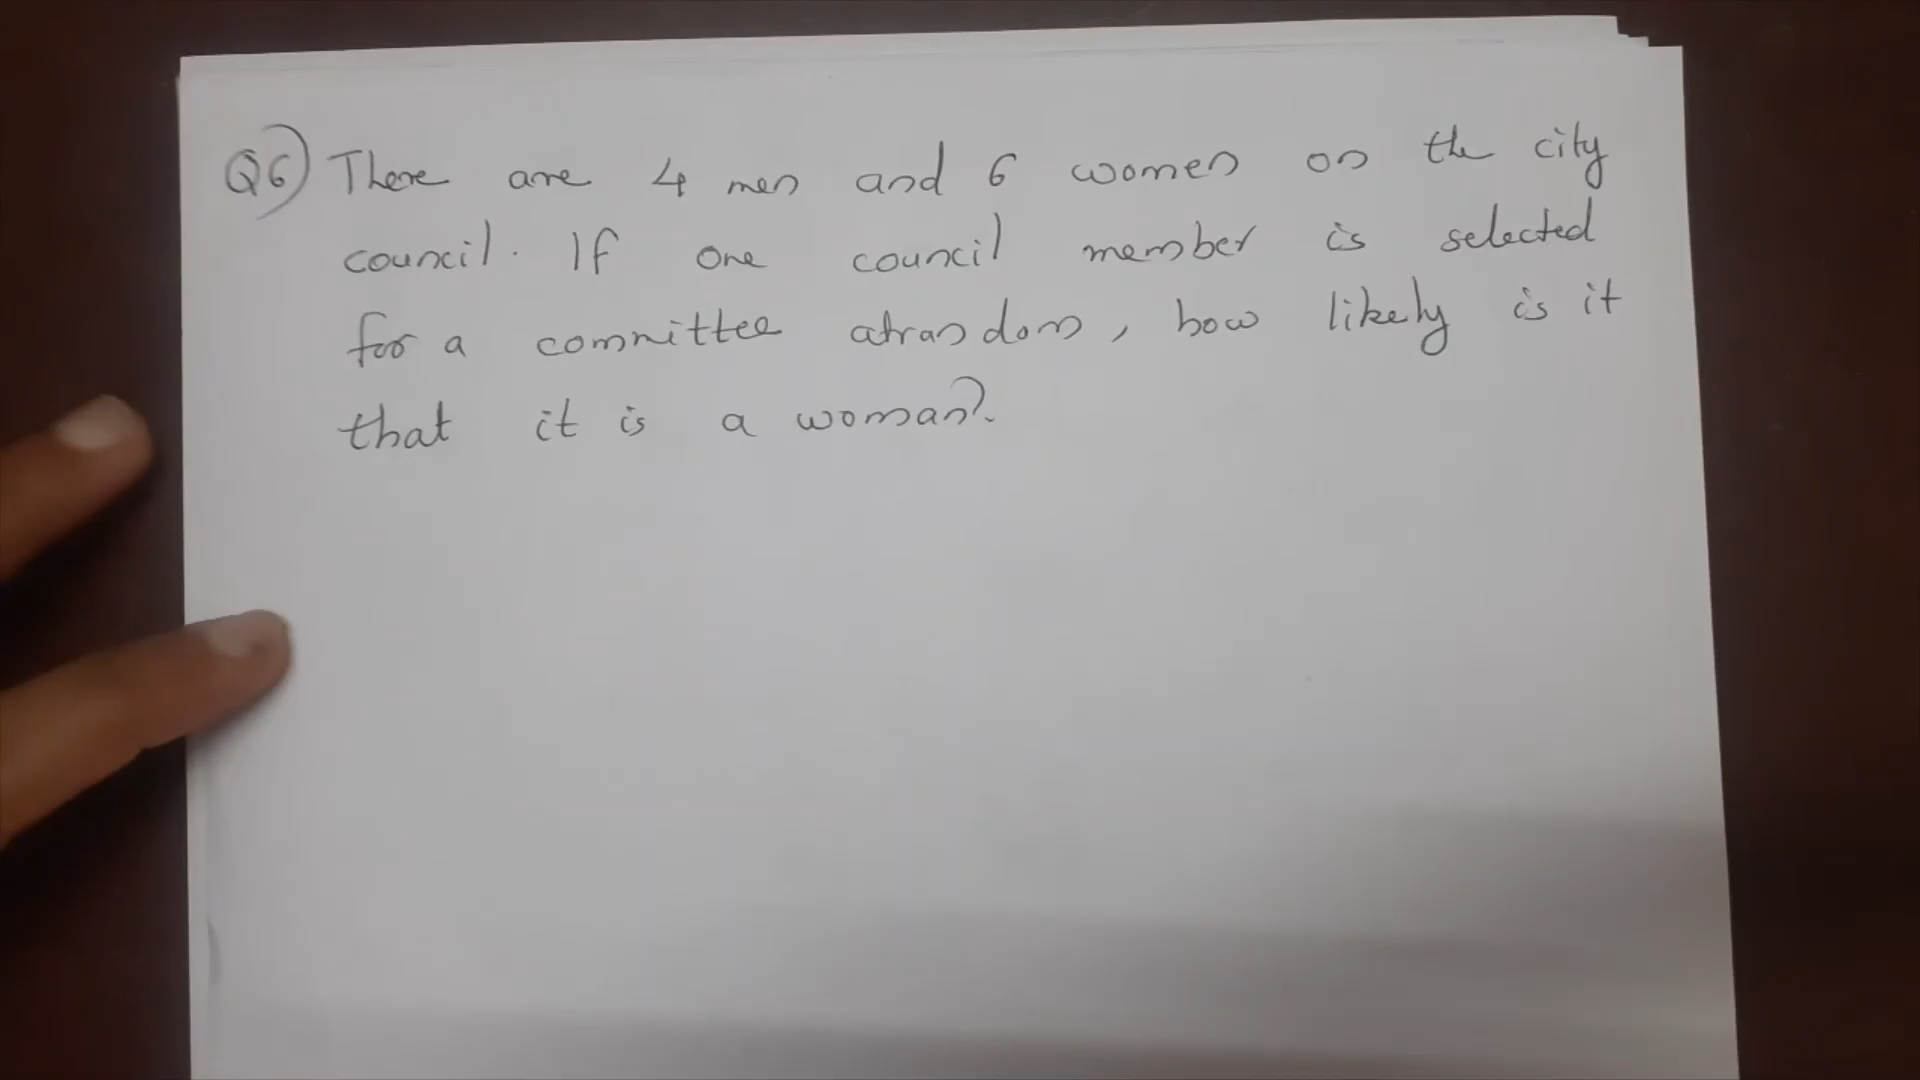 Q6) There are 4 men and 6 women on the city
council. If one council member is selected
for a committee atrandom, how likely is it
that it is a woman?